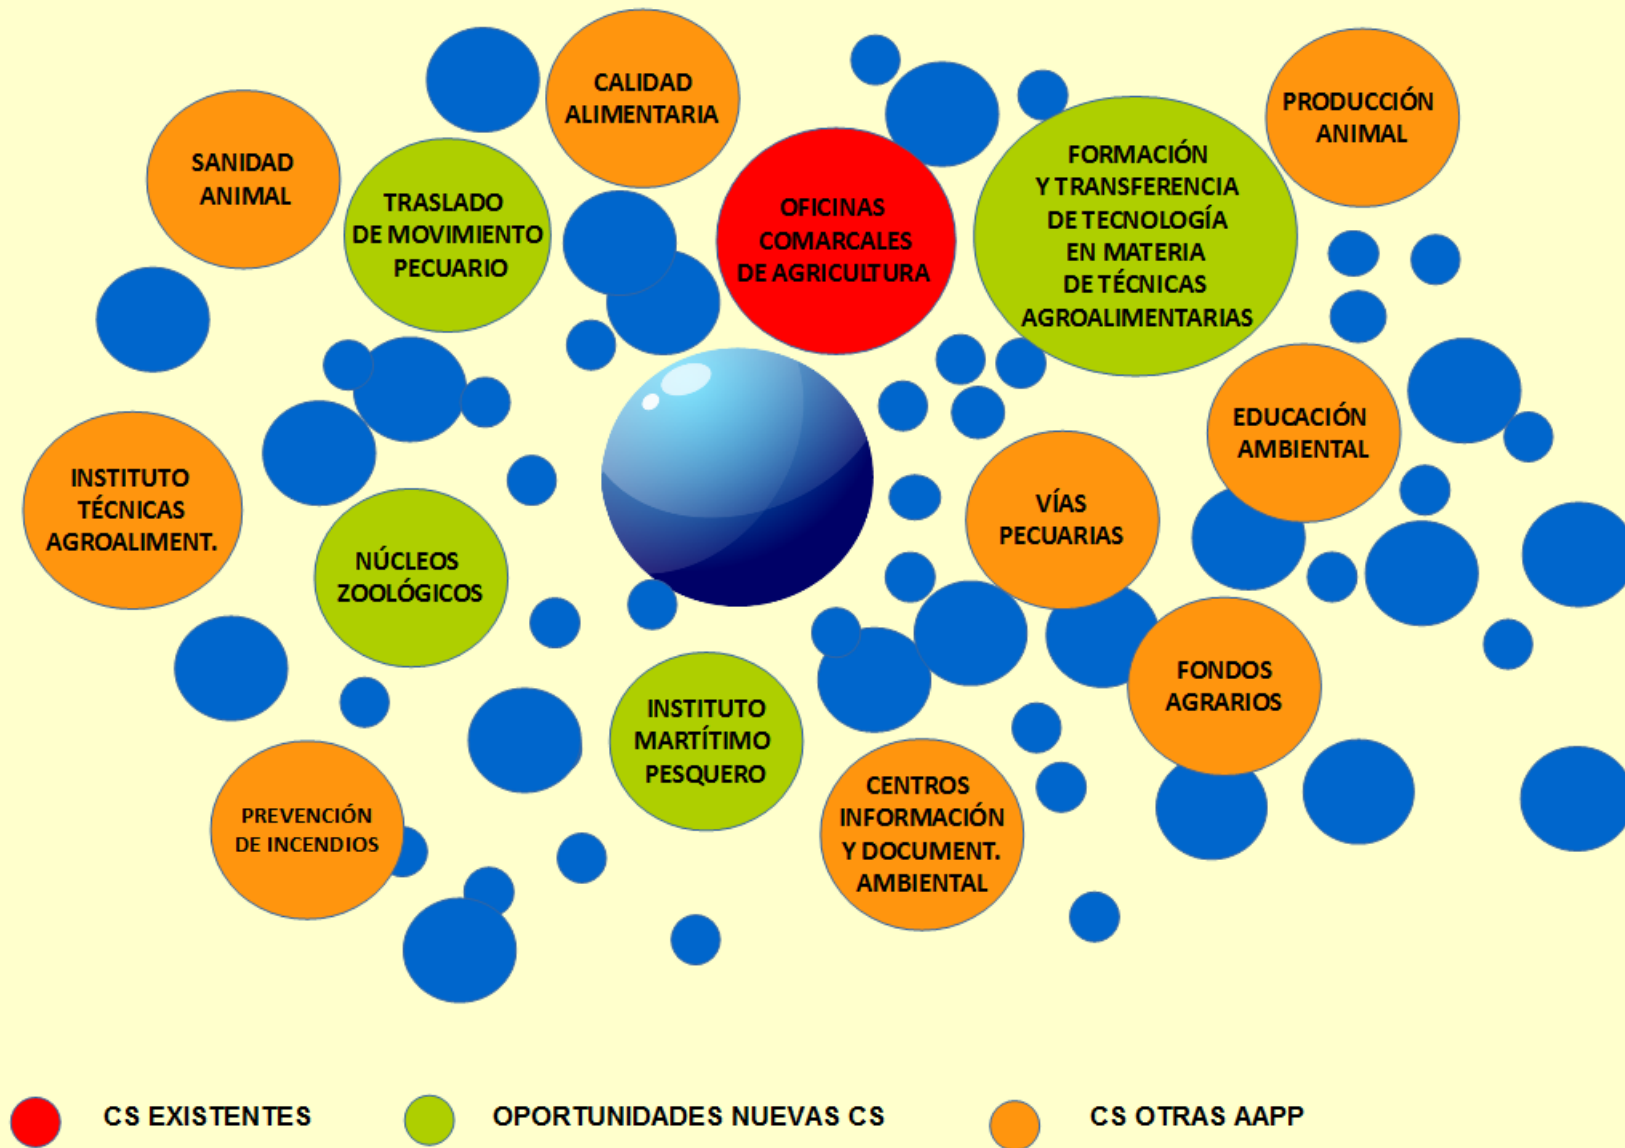 CALIDAD
ALIMENTARIA
PRODUCCIÓN
ANIMAL
SANIDAD
ANIMAL
TRASLADO
DE MOVIMIENTO
PECUARIO
OFICINAS
COMARCALES
DE AGRICULTURA
FORMACIÓN
Y TRANSFERENCIA
DE TECNOLOGÍA
EN MATERIA
DE TÉCNICAS
AGROALIMENTARIAS
EDUCACIÓN
AMBIENTAL
INSTITUTO
TÉCNICAS
AGROALIMENT.
VÍAS
PECUARIAS
NÚCLEOS
ZOOLÓGICOS
FONDOS
AGRARIOS
INSTITUTO
MARTÍTIMO
PESQUERO
PREVENCIÓN
DE INCENDIOS
CENTROS
INFORMACIÓN
Y DOCUMENT.
AMBIENTAL
CS EXISTENTES
OPORTUNIDADES NUEVAS CS
CS OTRAS AAPP